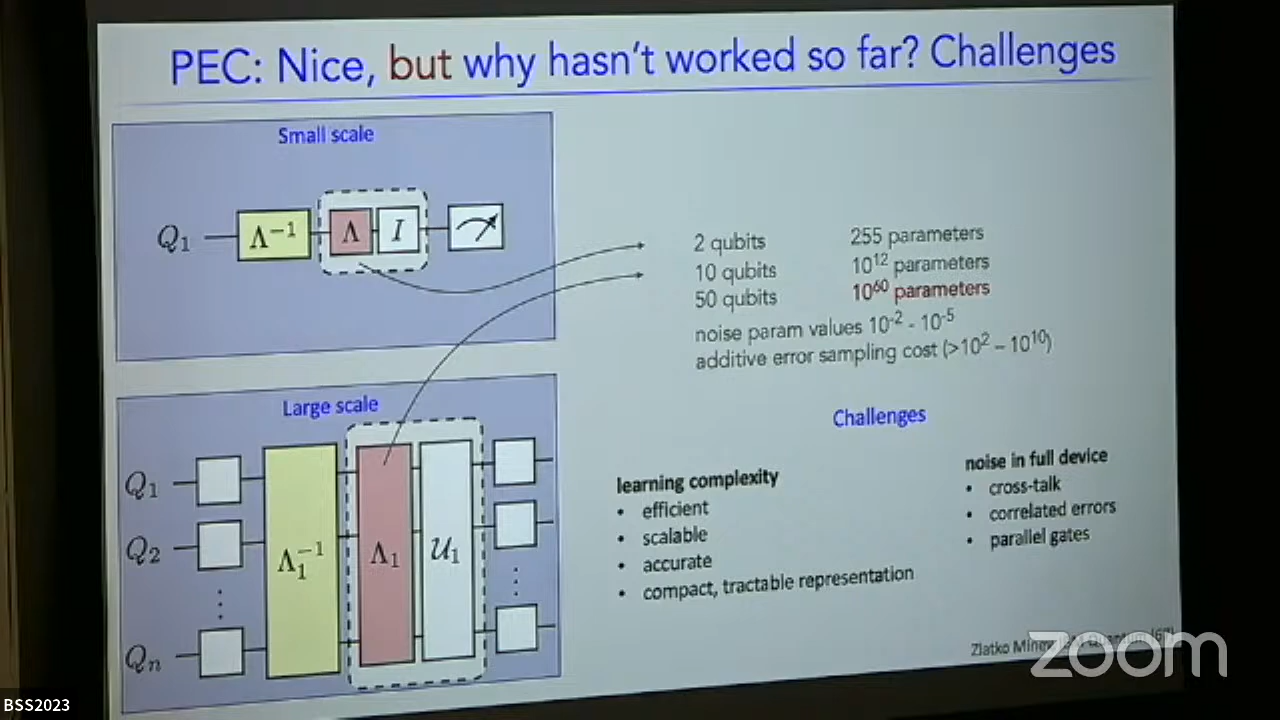 PEC: Nice, but why hasn't worked so far? Challenges
Small scale
Q₁
Λ⁻¹
Λ
I
2 qubits 255 parameters
10 qubits 10¹² parameters
50 qubits 10⁶⁰ parameters
noise param values 10⁻² - 10⁻⁵
additive error sampling cost (>10² – 10¹⁰)
Large scale
Q₁
Q₂
⋮
Qₙ
Λ₁⁻¹
Λ₁
𝒰₁
⋮
Challenges
learning complexity
• efficient
• scalable
• accurate
• compact, tractable representation
noise in full device
• cross-talk
• correlated errors
• parallel gates
Zlatko
zoom
BSS2023